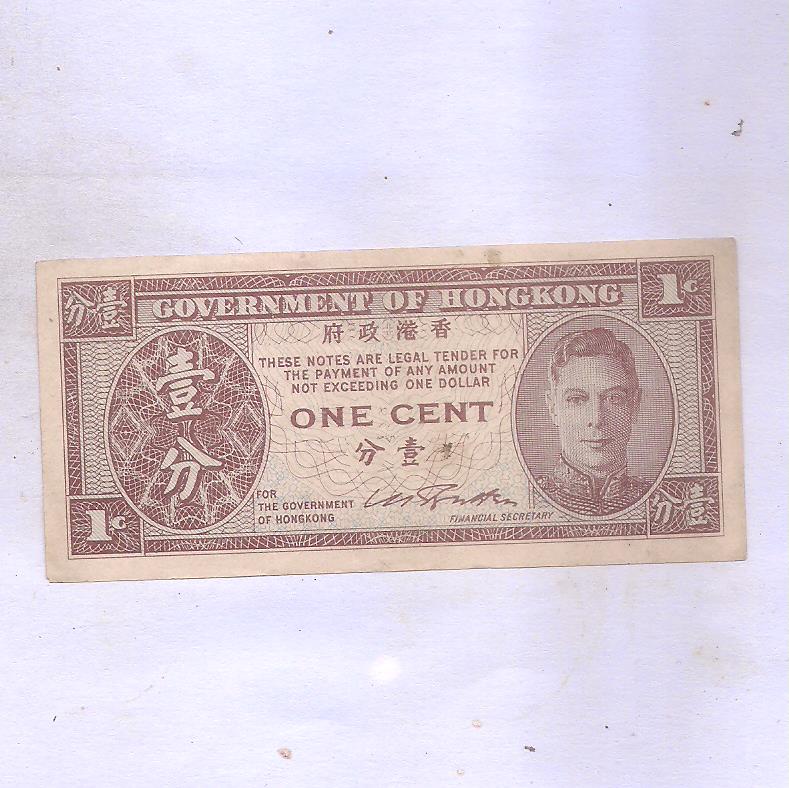 分壹
GOVERNMENT OF HONGKONG
1C
府政港香
THESE NOTES ARE LEGAL TENDER FOR
THE PAYMENT OF ANY AMOUNT
NOT EXCEEDING ONE DOLLAR
壹
分
ONE CENT
分壹
FOR
THE GOVERNMENT
OF HONGKONG
FINANCIAL SECRETARY
1C
分壹